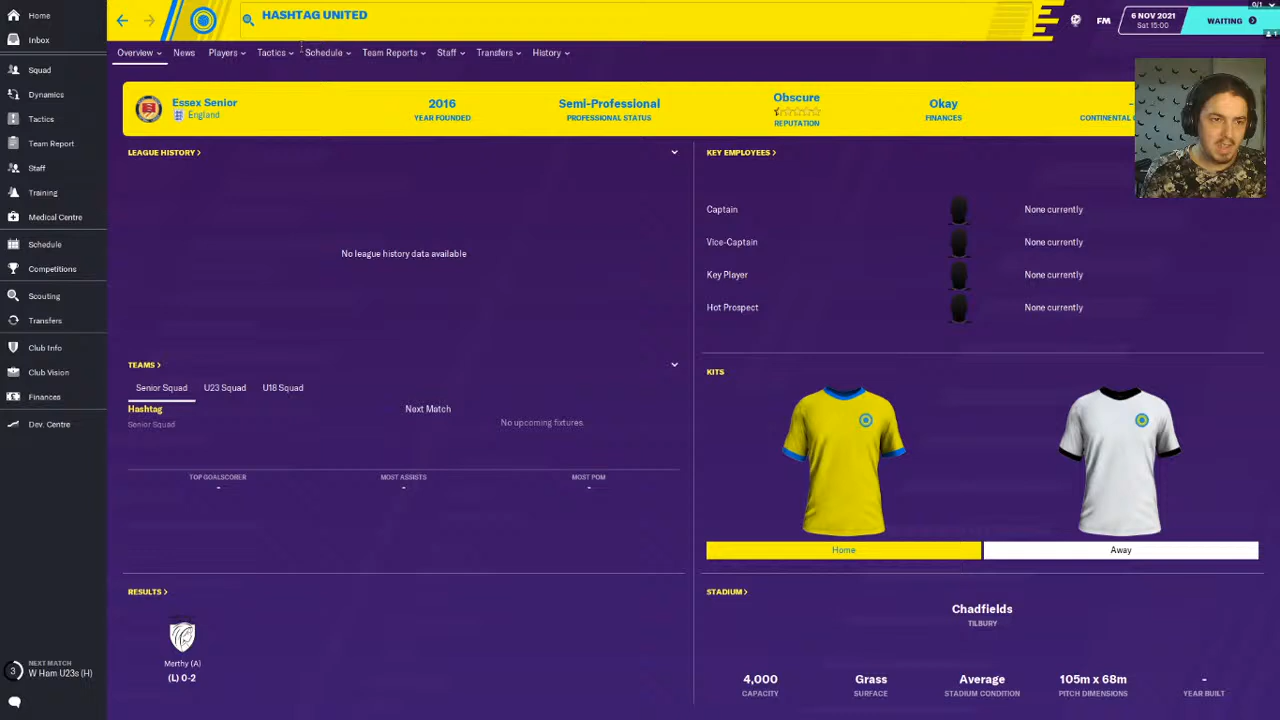 HASHTAG UNITED
6 NOV 2021
Sat 15:00
WAITING
0/1
1
FM
Home
Inbox
Squad
Dynamics
Tactics
Team Report
Staff
Training
Medical Centre
Schedule
Competitions
Scouting
Transfers
Club Info
Club Vision
Finances
Dev. Centre
3
NEXT MATCH
W Ham U23s (H)
Overview
News
Players
Tactics
Schedule
Team Reports
Staff
Transfers
History
Essex Senior
England
2016
YEAR FOUNDED
Semi-Professional
PROFESSIONAL STATUS
Obscure
REPUTATION
Okay
FINANCES
-
LEAGUE HISTORY >
No league history data available
TEAMS >
Senior Squad
U23 Squad
U18 Squad
Hashtag
Senior Squad
Next Match
No upcoming fixtures
TOP GOALSCORER
-
MOST ASSISTS
-
MOST POM
-
RESULTS >
Merthy (A)
(L) 0-2
KEY EMPLOYEES >
Captain
None currently
Vice-Captain
None currently
Key Player
None currently
Hot Prospect
None currently
KITS
Home
Away
STADIUM >
Chadfields
TILBURY
4,000
CAPACITY
Grass
SURFACE
Average
STADIUM CONDITION
105m x 68m
PITCH DIMENSIONS
-
YEAR BUILT